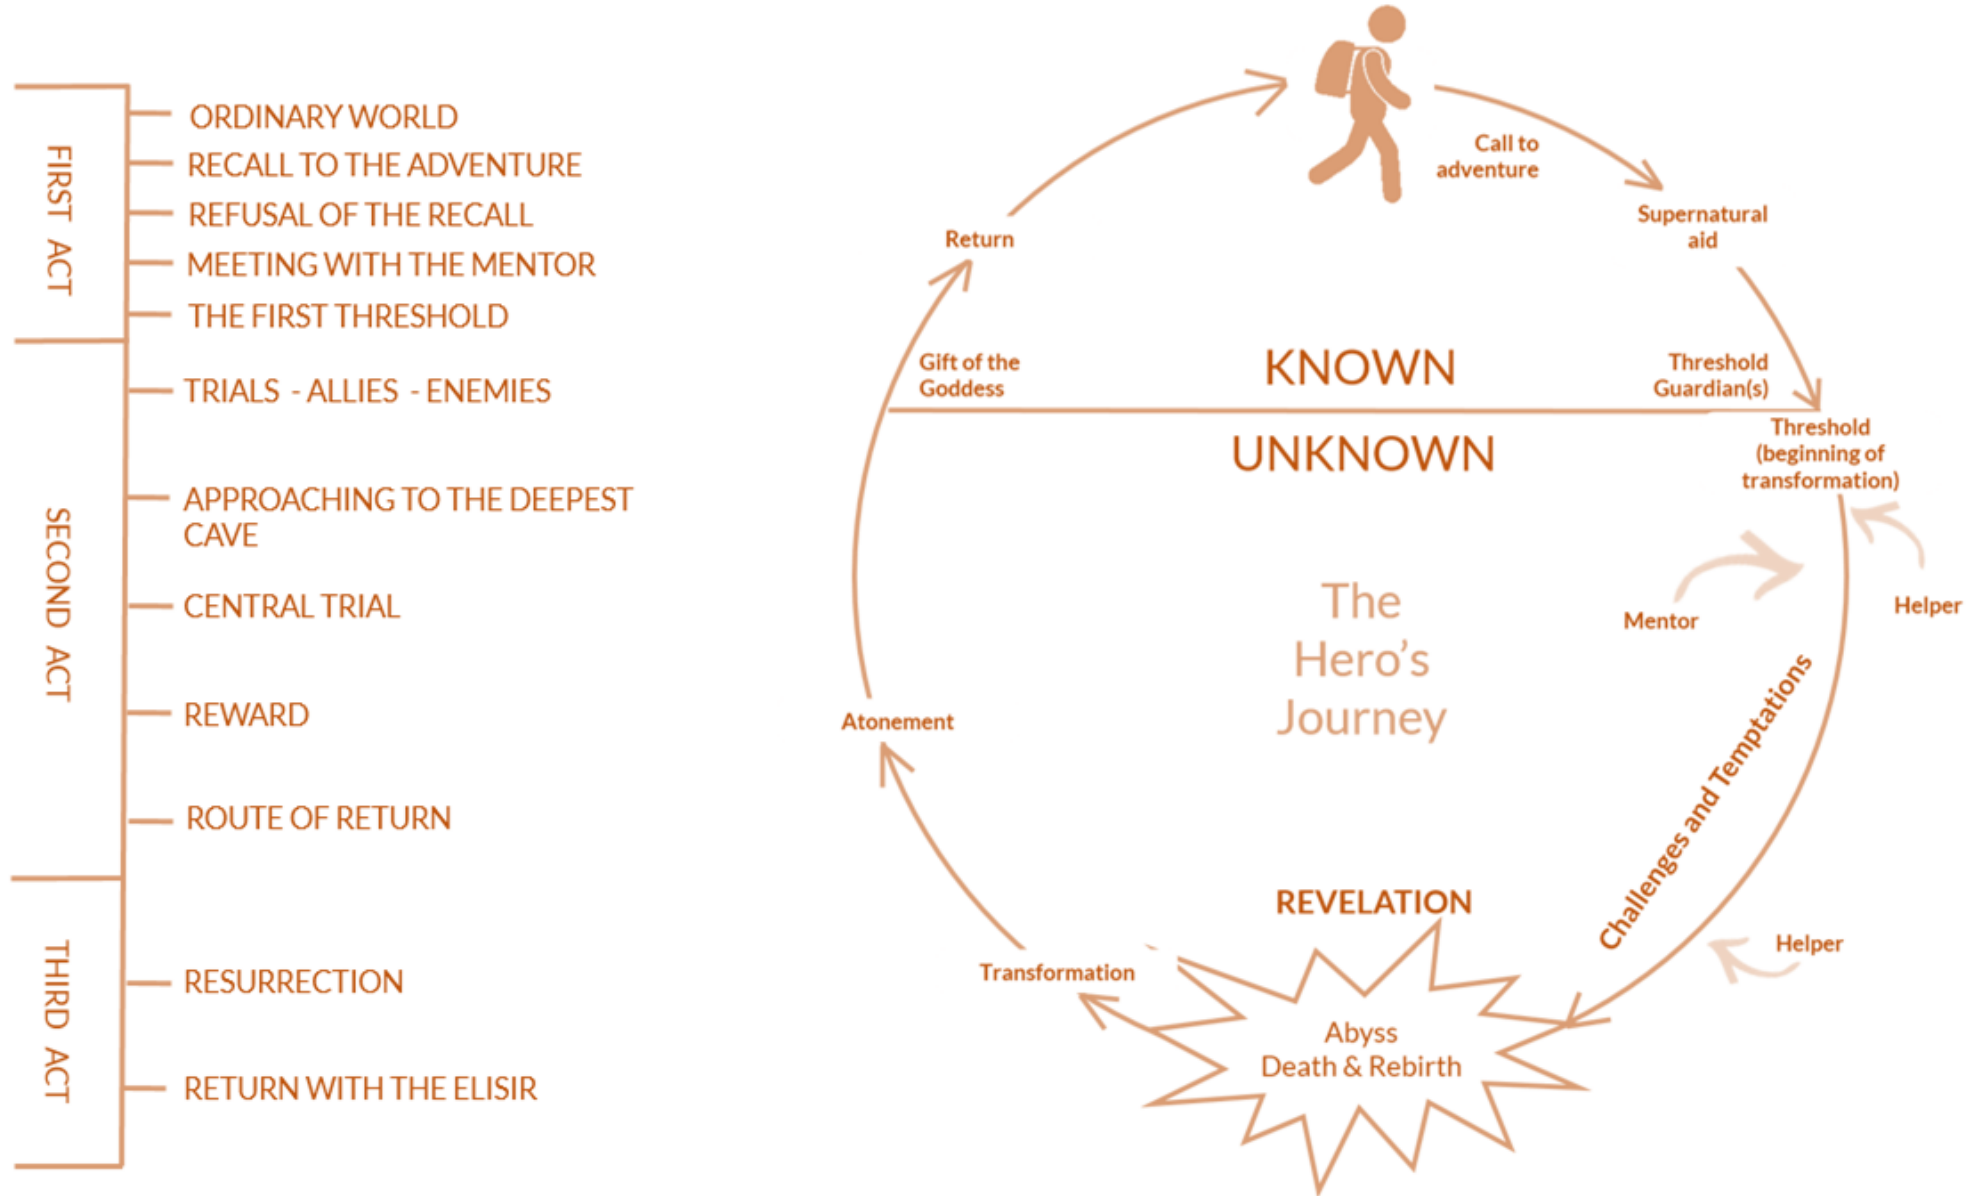 FIRST ACT
ORDINARY WORLD
RECALL TO THE ADVENTURE
REFUSAL OF THE RECALL
MEETING WITH THE MENTOR
THE FIRST THRESHOLD
SECOND ACT
TRIALS - ALLIES - ENEMIES
APPROACHING TO THE DEEPEST
CAVE
CENTRAL TRIAL
REWARD
ROUTE OF RETURN
THIRD ACT
RESURRECTION
RETURN WITH THE ELISIR
Call to
adventure
Supernatural
aid
Return
KNOWN
Gift of the
Goddess
Threshold
Guardian(s)
UNKNOWN
Threshold
(beginning of
transformation)
The
Hero's
Journey
Mentor
Helper
Challenges and Temptations
Helper
Atonement
REVELATION
Transformation
Abyss
Death & Rebirth